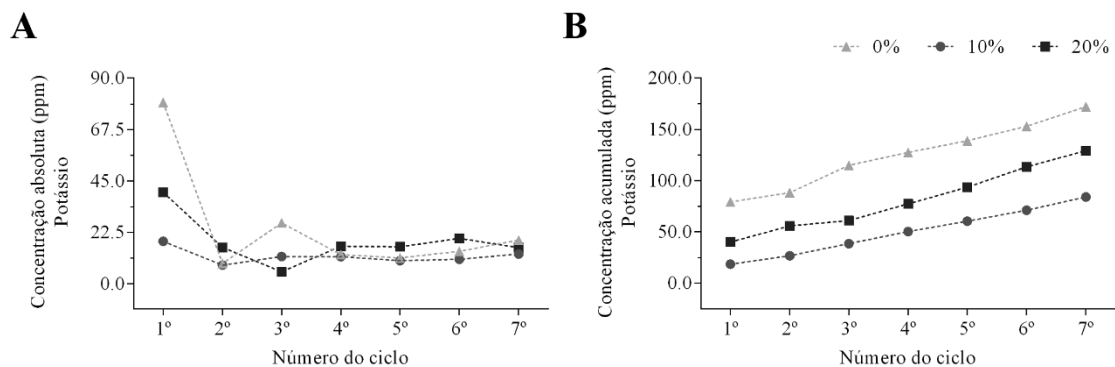 A
Concentração absoluta (ppm)
Potássio
90.0
67.5
45.0
22.5
0.0
1º 2º 3º 4º 5º 6º 7º
Número do ciclo
B
0% 10% 20%
Concentração acumulada (ppm)
Potássio
200.0
150.0
100.0
50.0
0.0
1º 2º 3º 4º 5º 6º 7º
Número do ciclo